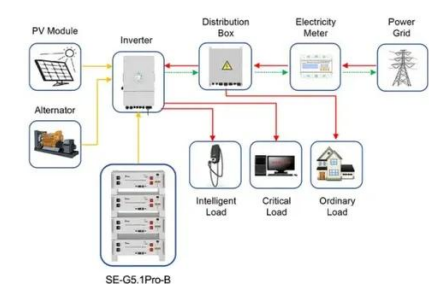 PV Module
Inverter
Distribution
Box
Electricity
Meter
Power
Grid
Alternator
Intelligent
Load
Critical
Load
Ordinary
Load
SE-G5.1Pro-B